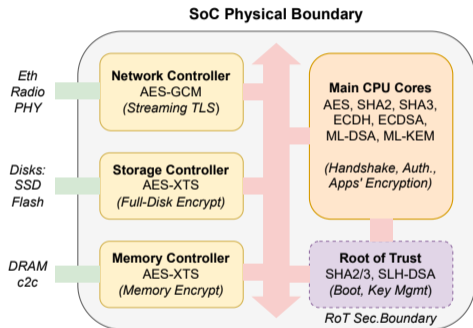 SoC Physical Boundary
Eth
Radio
PHY
Network Controller
AES-GCM
(Streaming TLS)
Main CPU Cores
AES, SHA2, SHA3,
ECDH, ECDSA,
ML-DSA, ML-KEM
(Handshake, Auth.,
Apps' Encryption)
Disks:
SSD
Flash
Storage Controller
AES-XTS
(Full-Disk Encrypt)
DRAM
c2c
Memory Controller
AES-XTS
(Memory Encrypt)
Root of Trust
SHA2/3, SLH-DSA
(Boot, Key Mgmt)
RoT Sec.Boundary